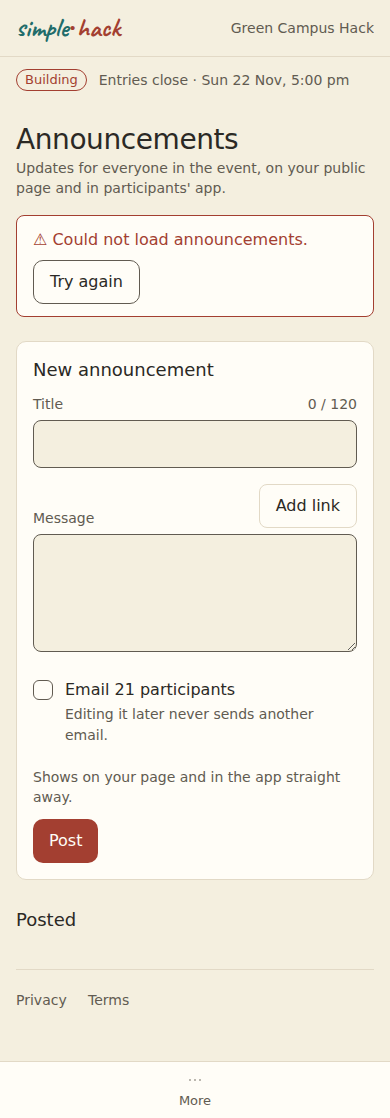 simple·hack
Green Campus Hack
Building
Entries close · Sun 22 Nov, 5:00 pm
Announcements
Updates for everyone in the event, on your public
page and in participants' app.
⚠ Could not load announcements.
Try again
New announcement
Title
0 / 120
Add link
Message
Email 21 participants
Editing it later never sends another
email.
Shows on your page and in the app straight
away.
Post
Posted
Privacy
Terms
...
More